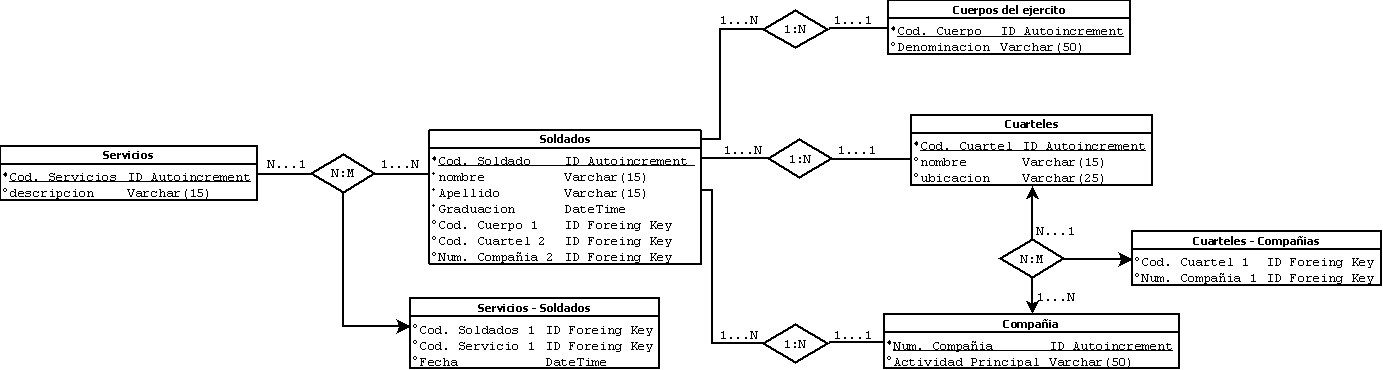 Cuerpos del ejercito
Cod. Cuerpo ID Autoincrement
Denominacion Varchar(50)
1...N
1:N
1...1
Servicios
Cod. Servicios ID Autoincrement
descripcion Varchar(15)
N...1
N:M
1...N
Soldados
Cod. Soldado ID Autoincrement
nombre Varchar(15)
Apellido Varchar(15)
Graduacion DateTime
Cod. Cuerpo 1 ID Foreing Key
Cod. Cuartel 2 ID Foreing Key
Num. Compañia 2 ID Foreing Key
1...N
1:N
1...1
Cuarteles
Cod. Cuartel ID Autoincrement
nombre Varchar(15)
ubicacion Varchar(25)
N...1
N:M
1...N
Cuarteles - Compañias
Cod. Cuartel 1 ID Foreing Key
Num. Compañia 1 ID Foreing Key
Servicios - Soldados
Cod. Soldados 1 ID Foreing Key
Cod. Servicio 1 ID Foreing Key
Fecha DateTime
1...N
1:N
1...1
Compañia
Num. Compañia ID Autoincrement
Actividad Principal Varchar(50)